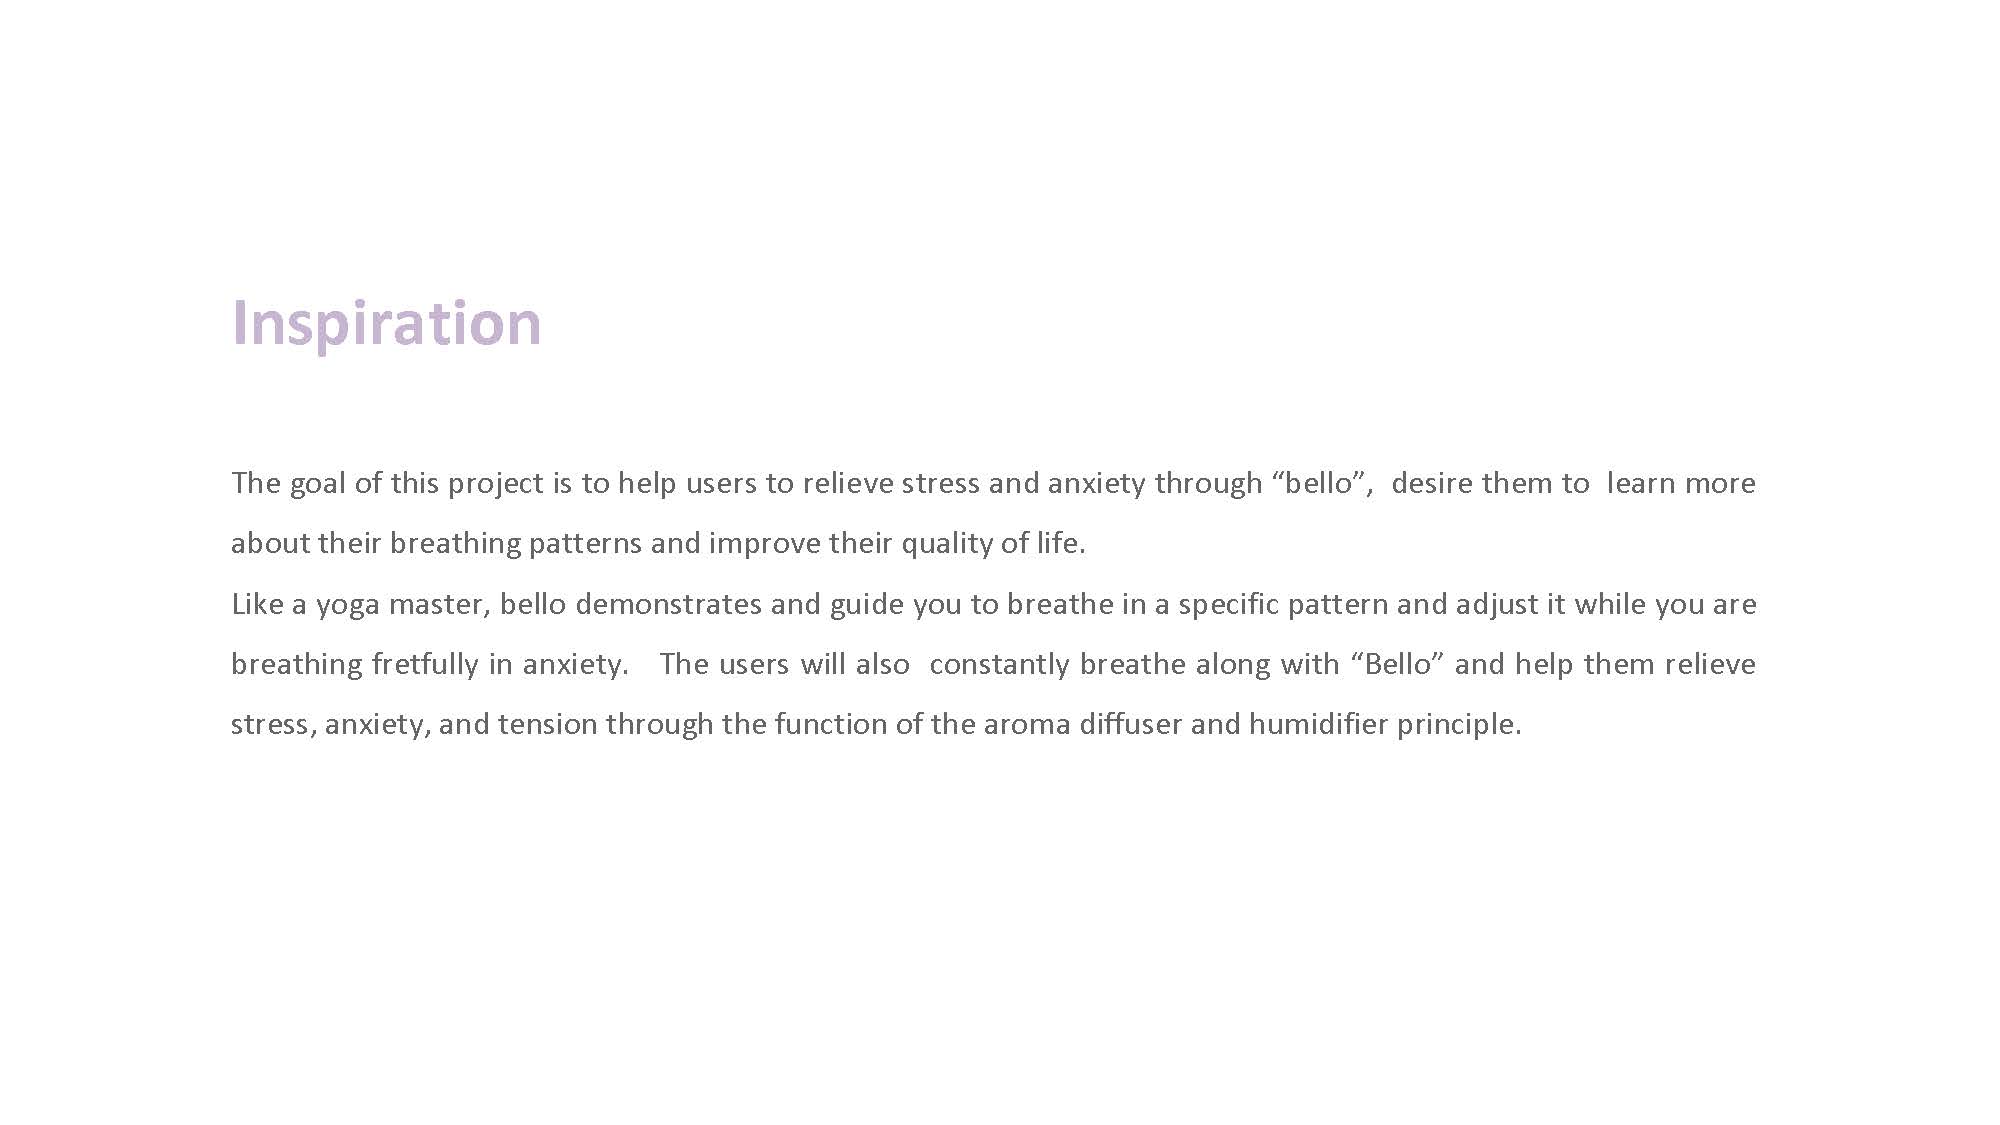 Inspiration
The goal of this project is to help users to relieve stress and anxiety through “bello”,  desire them to  learn more
about their breathing patterns and improve their quality of life.
Like a yoga master, bello demonstrates and guide you to breathe in a specific pattern and adjust it while you are
breathing fretfully in anxiety.   The users will also  constantly breathe along with “Bello” and help them relieve
stress, anxiety, and tension through the function of the aroma diffuser and humidifier principle.